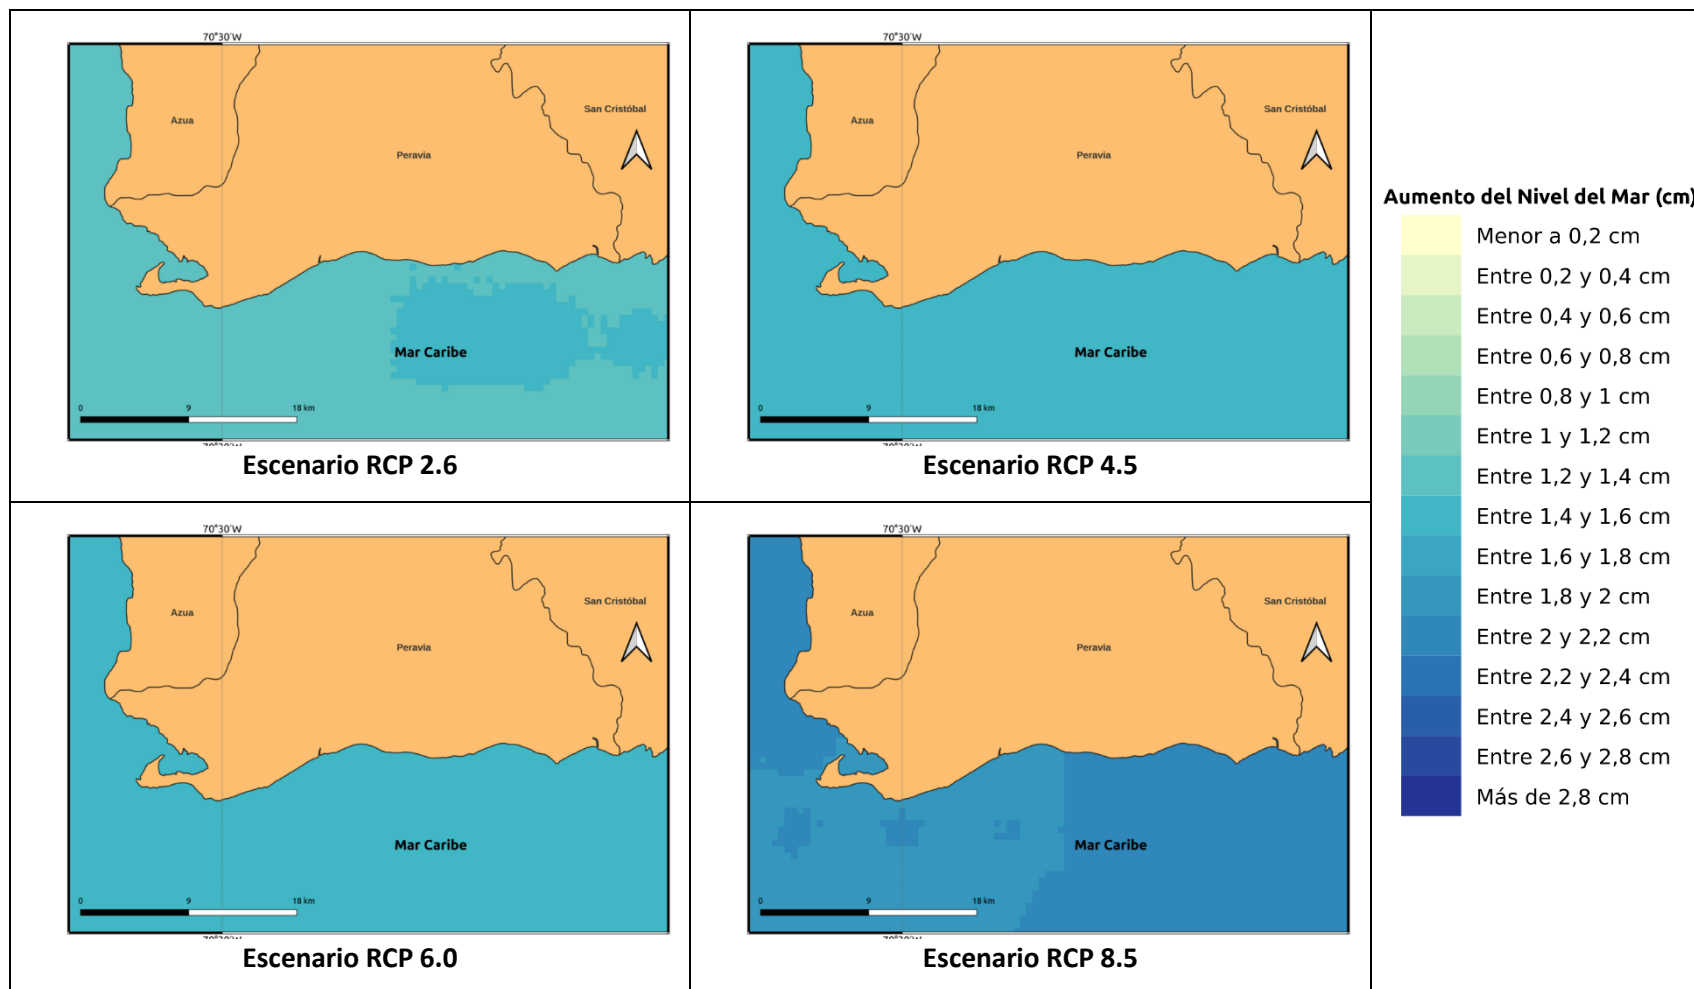 70°30'W
Azua
San Cristóbal
Peravia
Mar Caribe
0 9 18 km
70°30'W
Escenario RCP 2.6
70°30'W
Azua
San Cristóbal
Peravia
Mar Caribe
0 9 18 km
70°30'W
Escenario RCP 4.5
Aumento del Nivel del Mar (cm)
Menor a 0,2 cm
Entre 0,2 y 0,4 cm
Entre 0,4 y 0,6 cm
Entre 0,6 y 0,8 cm
Entre 0,8 y 1 cm
Entre 1 y 1,2 cm
Entre 1,2 y 1,4 cm
Entre 1,4 y 1,6 cm
Entre 1,6 y 1,8 cm
Entre 1,8 y 2 cm
Entre 2 y 2,2 cm
Entre 2,2 y 2,4 cm
Entre 2,4 y 2,6 cm
Entre 2,6 y 2,8 cm
Más de 2,8 cm
70°30'W
Azua
San Cristóbal
Peravia
Mar Caribe
0 9 18 km
70°30'W
Escenario RCP 6.0
70°30'W
Azua
San Cristóbal
Peravia
Mar Caribe
0 9 18 km
70°30'W
Escenario RCP 8.5